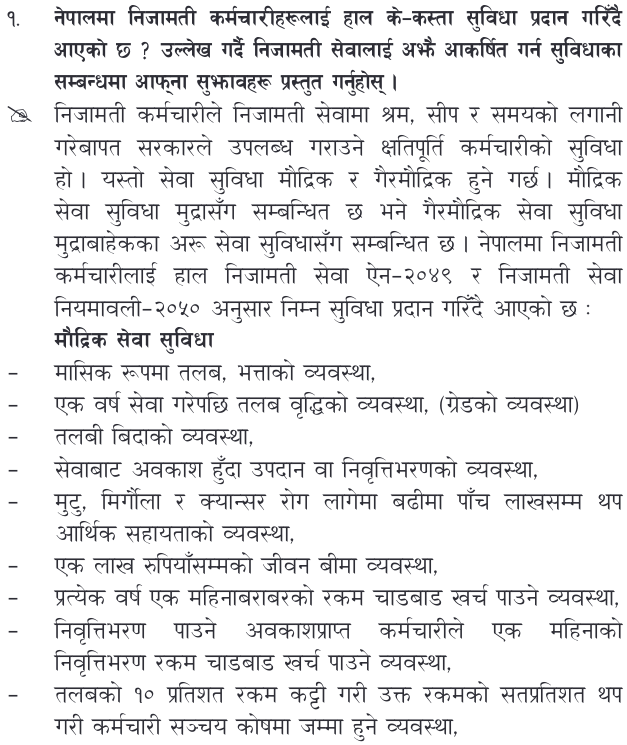 १. नेपालमा निजामती कर्मचारीहरूलाई हाल के-कस्ता सुविधा प्रदान गरिँदै
आएको छ ? उल्लेख गर्दै निजामती सेवालाई अझै आकर्षित गर्न सुविधाका
सम्बन्धमा आफ्ना सुझावहरू प्रस्तुत गर्नुहोस् ।
निजामती कर्मचारीले निजामती सेवामा श्रम, सीप र समयको लगानी
गरेबापत सरकारले उपलब्ध गराउने क्षतिपूर्ति कर्मचारीको सुविधा
हो । यस्तो सेवा सुविधा मौद्रिक र गैरमौद्रिक हुने गर्छ । मौद्रिक
सेवा सुविधा मुद्रासँग सम्बन्धित छ भने गैरमौद्रिक सेवा सुविधा
मुद्राबाहेकका अरू सेवा सुविधासँग सम्बन्धित छ । नेपालमा निजामती
कर्मचारीलाई हाल निजामती सेवा ऐन-२०४९ र निजामती सेवा
नियमावली-२०५० अनुसार निम्न सुविधा प्रदान गरिँदै आएको छ :
मौद्रिक सेवा सुविधा
- मासिक रूपमा तलब, भत्ताको व्यवस्था,
- एक वर्ष सेवा गरेपछि तलब वृद्धिको व्यवस्था, (ग्रेडको व्यवस्था)
- तलबी बिदाको व्यवस्था,
- सेवाबाट अवकाश हुँदा उपदान वा निवृत्तिभरणको व्यवस्था,
- मुटु, मिर्गौला र क्यान्सर रोग लागेमा बढीमा पाँच लाखसम्म थप
आर्थिक सहायताको व्यवस्था,
- एक लाख रुपियाँसम्मको जीवन बीमा व्यवस्था,
- प्रत्येक वर्ष एक महिनाबराबरको रकम चाडबाड खर्च पाउने व्यवस्था,
- निवृत्तिभरण पाउने अवकाशप्राप्त कर्मचारीले एक महिनाको
निवृत्तिभरण रकम चाडबाड खर्च पाउने व्यवस्था,
- तलबको १० प्रतिशत रकम कट्टी गरी उक्त रकमको सतप्रतिशत थप
गरी कर्मचारी सञ्चय कोषमा जम्मा हुने व्यवस्था,